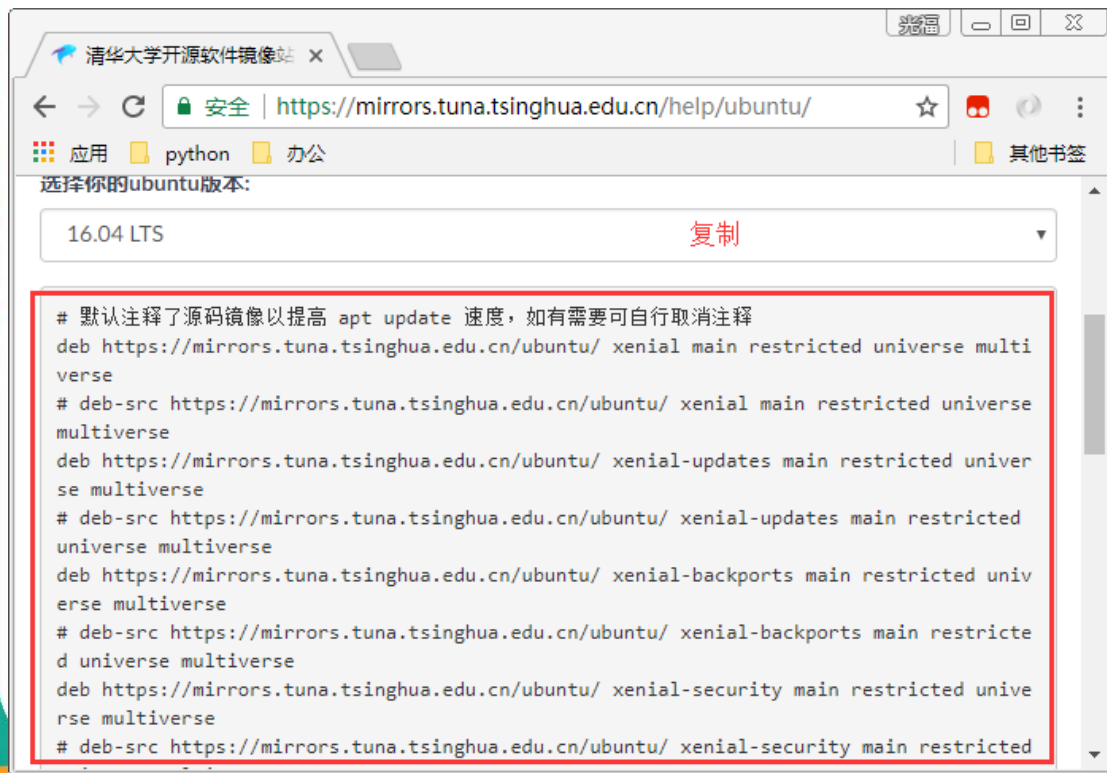 光福
清华大学开源软件镜像站
安全 | https://mirrors.tuna.tsinghua.edu.cn/help/ubuntu/
应用 python 办公 其他书签
选择你的ubuntu版本:
16.04 LTS 复制
# 默认注释了源码镜像以提高 apt update 速度，如有需要可自行取消注释
deb https://mirrors.tuna.tsinghua.edu.cn/ubuntu/ xenial main restricted universe multi
verse
# deb-src https://mirrors.tuna.tsinghua.edu.cn/ubuntu/ xenial main restricted universe
multiverse
deb https://mirrors.tuna.tsinghua.edu.cn/ubuntu/ xenial-updates main restricted univer
se multiverse
# deb-src https://mirrors.tuna.tsinghua.edu.cn/ubuntu/ xenial-updates main restricted
universe multiverse
deb https://mirrors.tuna.tsinghua.edu.cn/ubuntu/ xenial-backports main restricted univ
erse multiverse
# deb-src https://mirrors.tuna.tsinghua.edu.cn/ubuntu/ xenial-backports main restricte
d universe multiverse
deb https://mirrors.tuna.tsinghua.edu.cn/ubuntu/ xenial-security main restricted unive
rse multiverse
# deb-src https://mirrors.tuna.tsinghua.edu.cn/ubuntu/ xenial-security main restricted